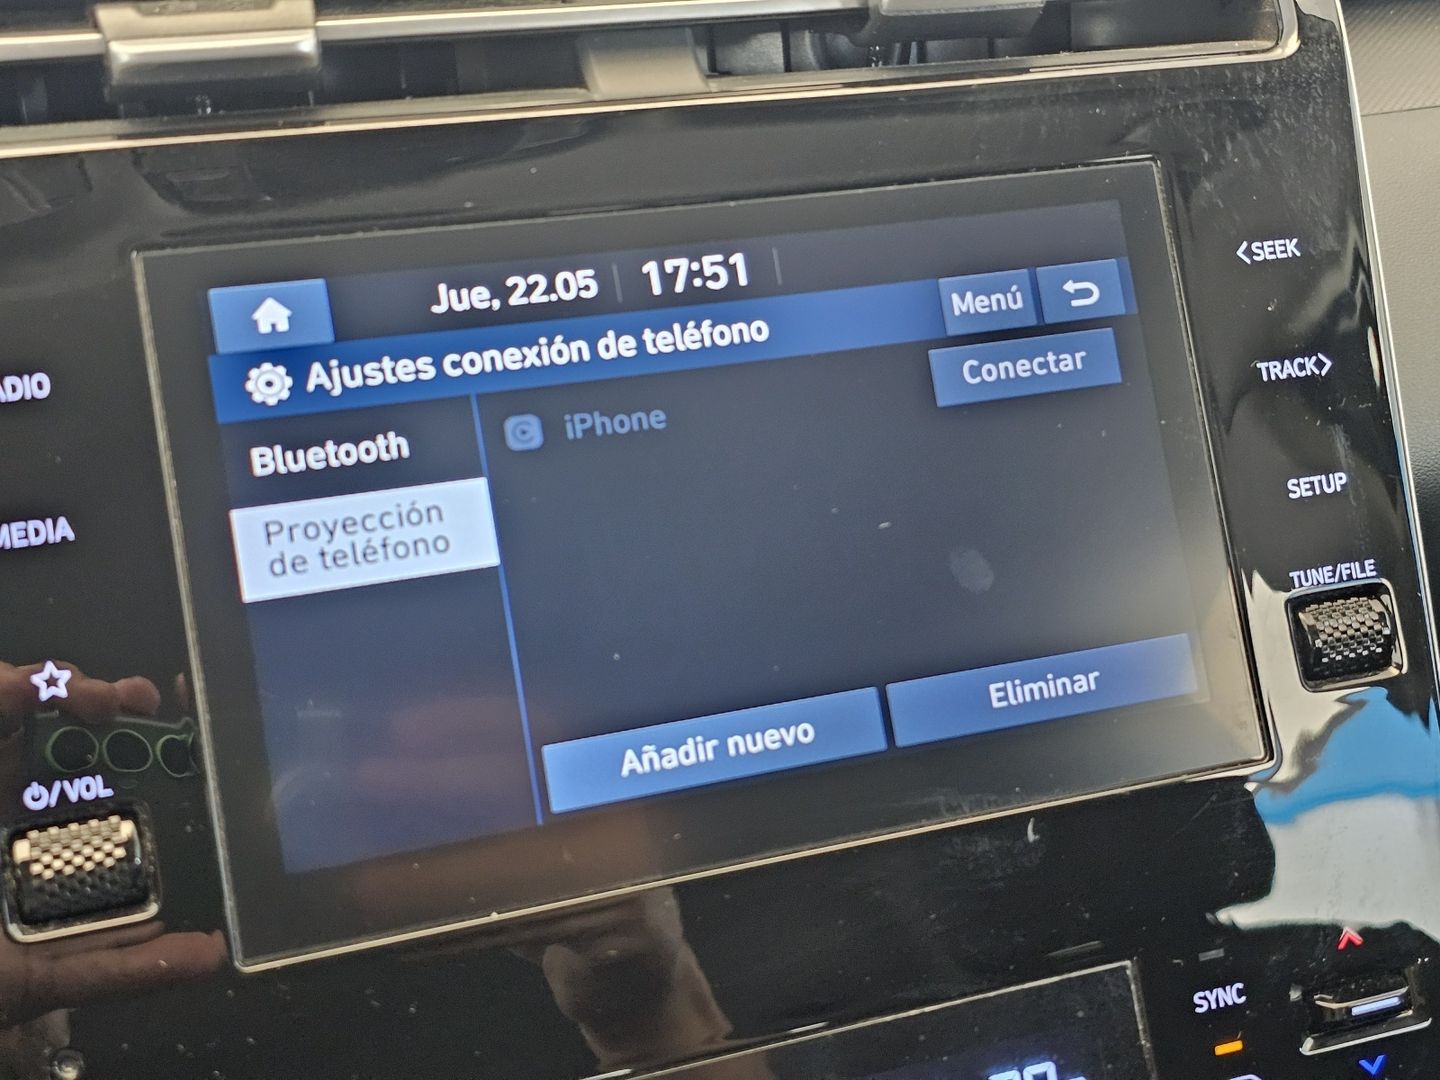 Jue, 22.05
17:51
Ajustes conexión de teléfono
Menú
Conectar
Bluetooth
iPhone
Proyección
de teléfono
Añadir nuevo
Eliminar
MEDIA
/VOL
<SEEK
TRACK>
SETUP
TUNE/FILE
SYNC